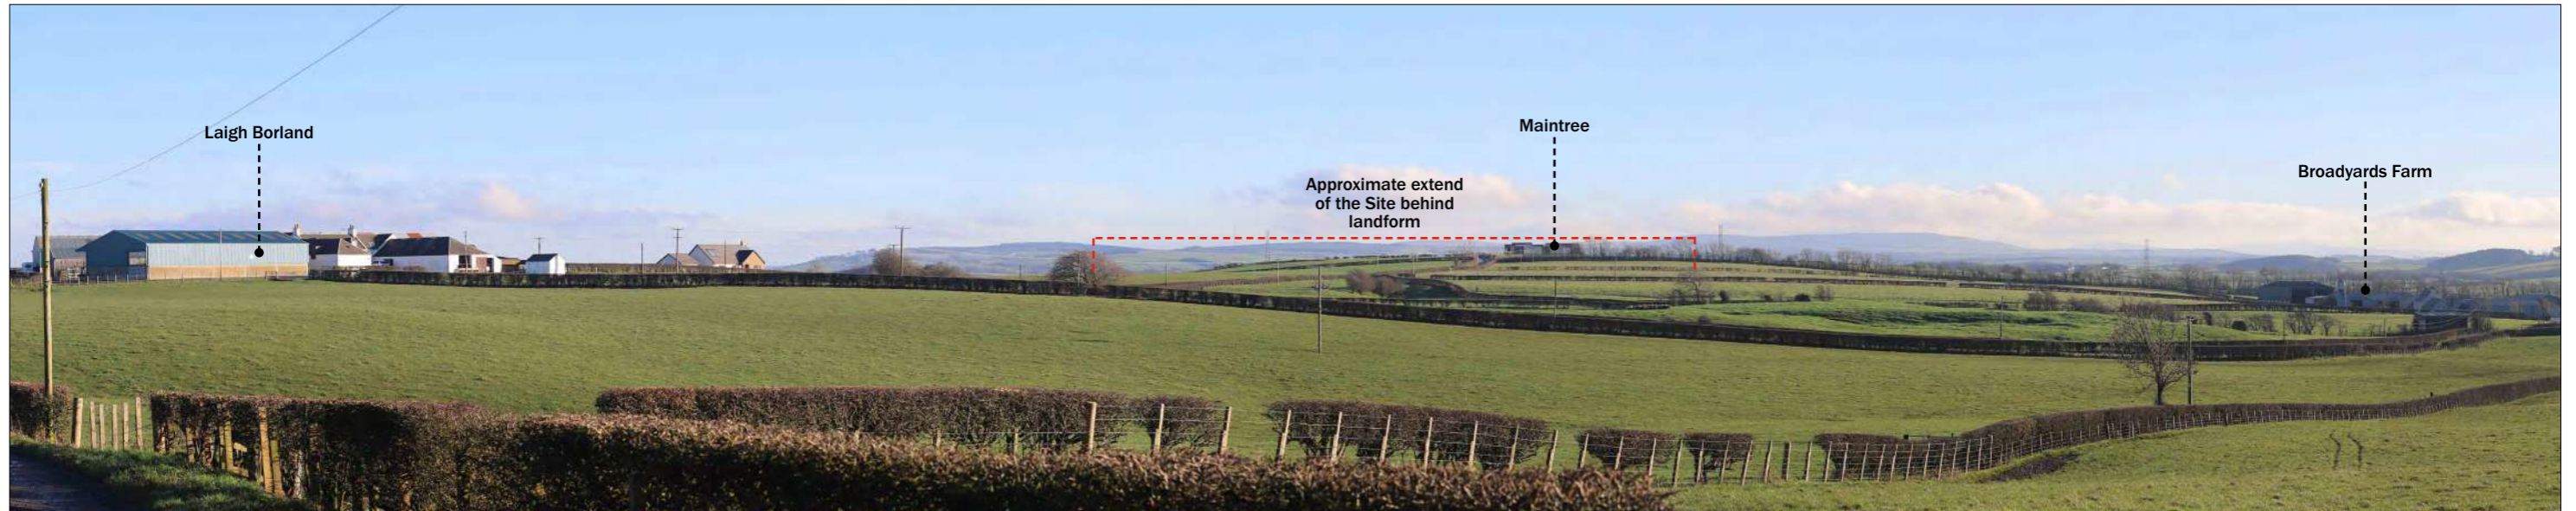 Laigh Borland
Approximate extend
of the Site behind
landform
Maintree
Broadyards Farm